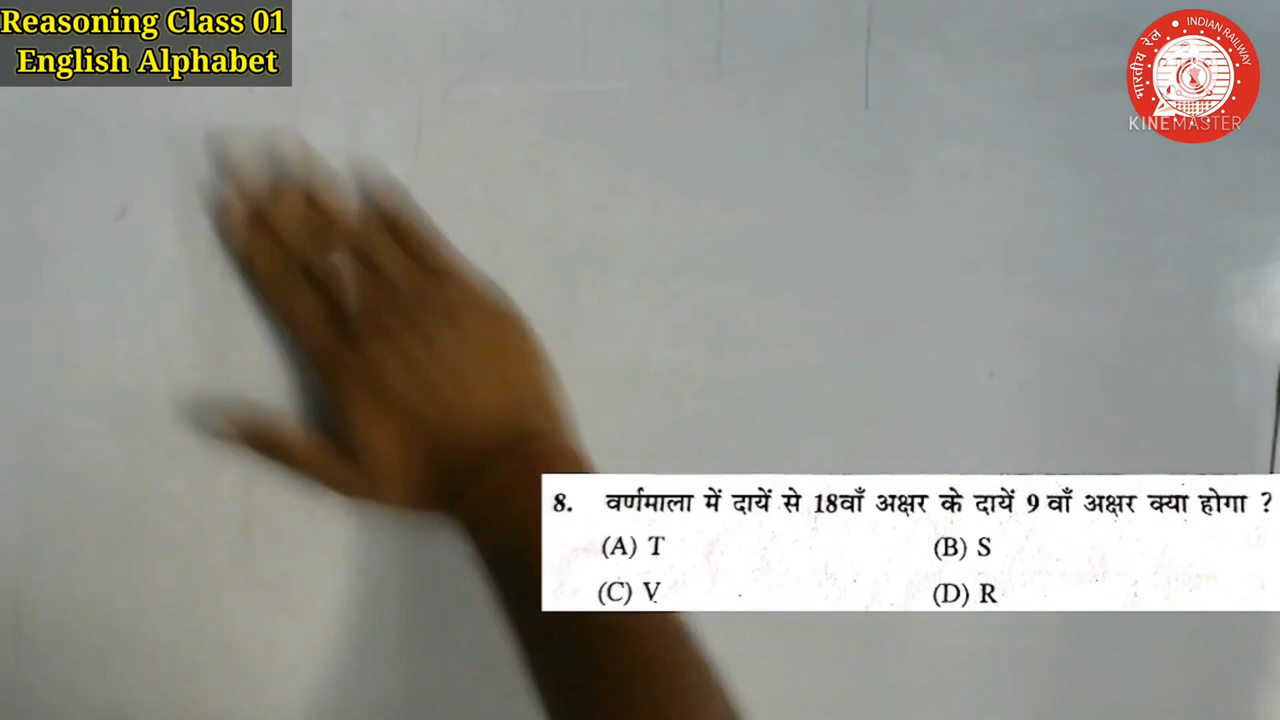 Reasoning Class 01
English Alphabet
भारतीय रेल INDIAN RAILWAY
KINEMASTER
8. वर्णमाला में दायें से 18वाँ अक्षर के दायें 9 वाँ अक्षर क्या होगा ?
(A) T (B) S
(C) V (D) R